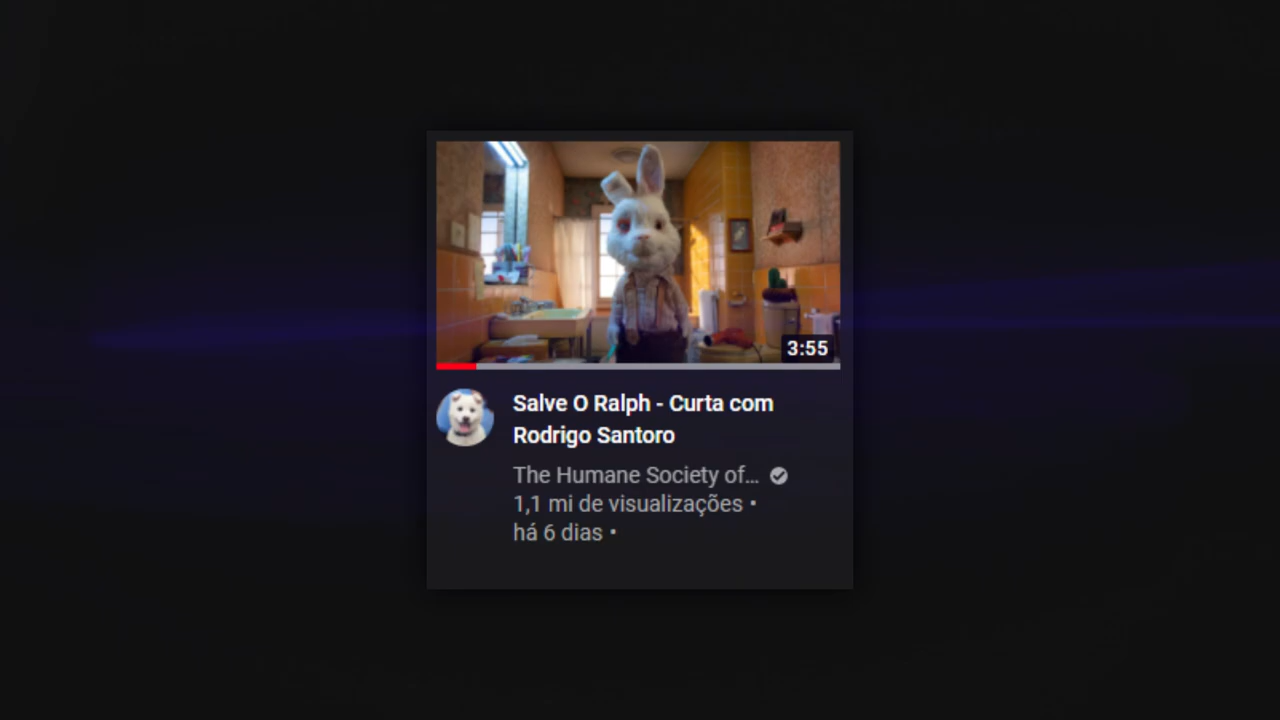 3:55
Salve O Ralph - Curta com
Rodrigo Santoro
The Humane Society of...
1,1 mi de visualizações •
há 6 dias •